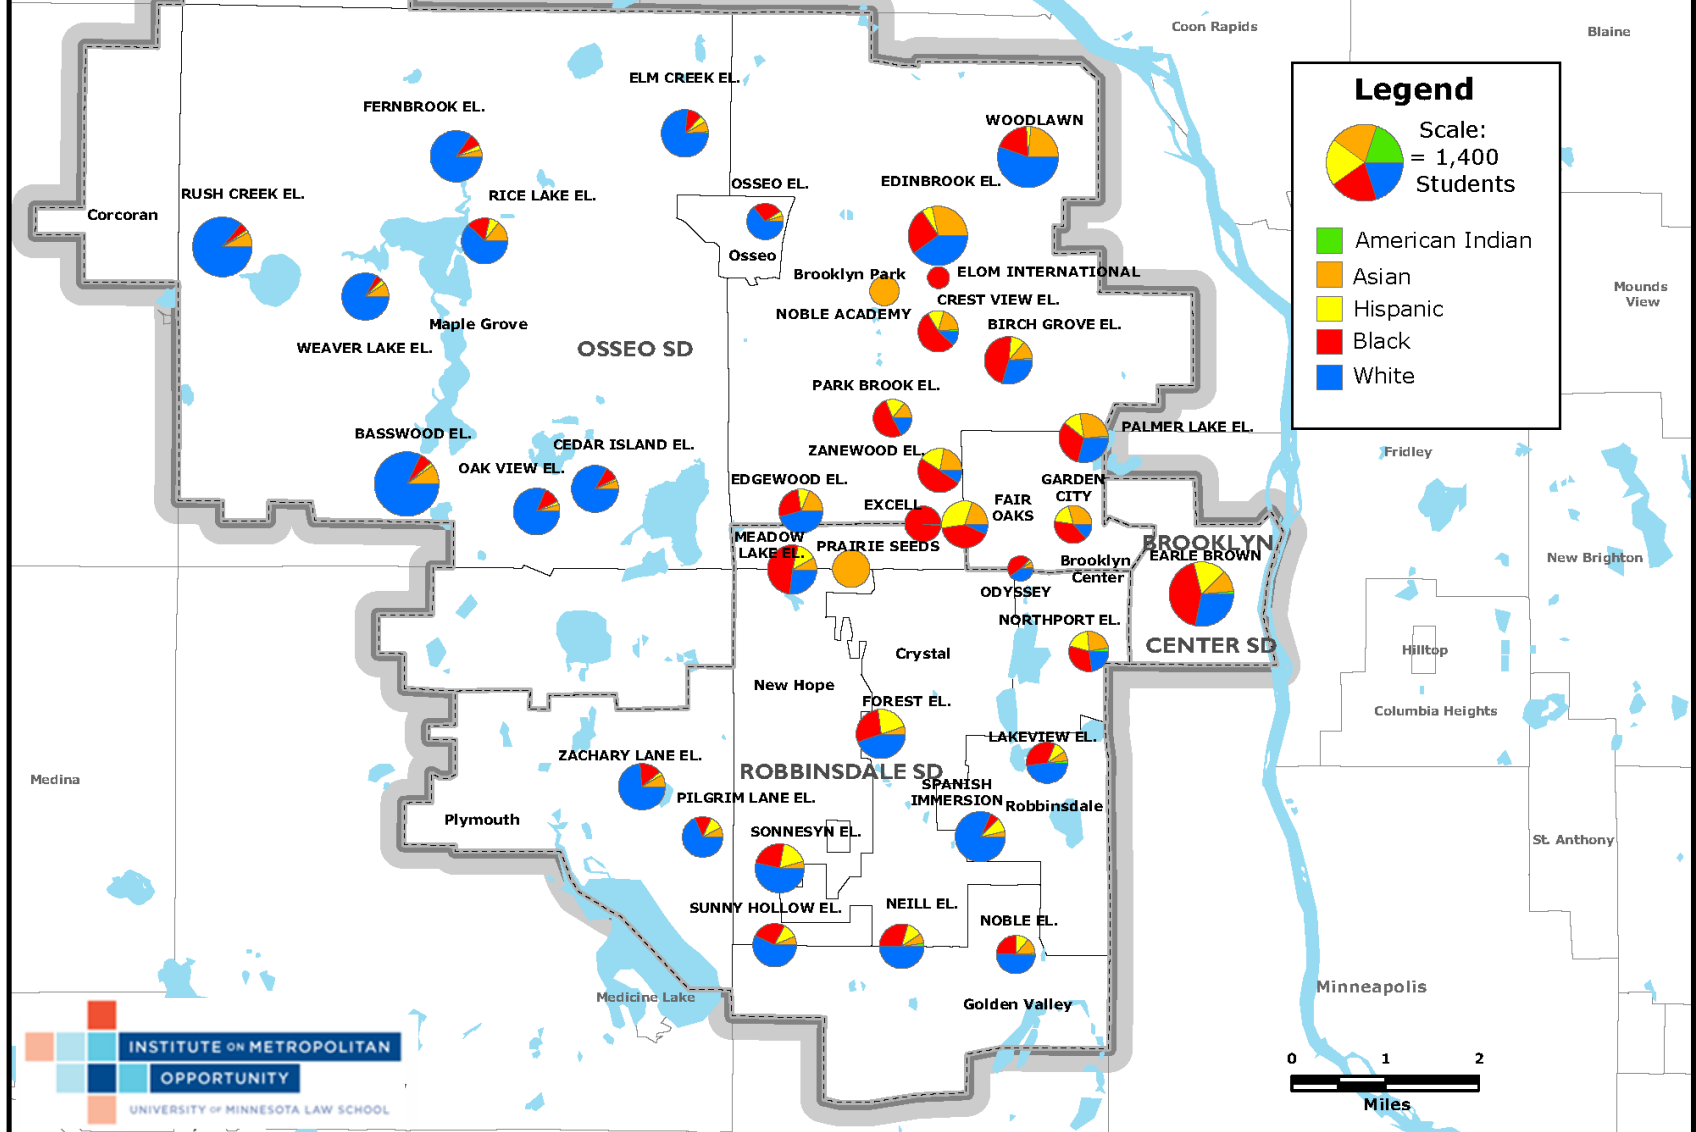 Coon Rapids
Blaine
ELM CREEK EL.
Legend
FERNBROOK EL.
WOODLAWN
Scale:
= 1,400
Students
EDINBROOK EL.
OSSEO EL.
RUSH CREEK EL.
RICE LAKE EL.
Corcoran
American Indian
Osseo
Brooklyn Park
ELOM INTERNATIONAL
Asian
Mounds
View
CREST VIEW EL.
Hispanic
NOBLE ACADEMY
Maple Grove
BIRCH GROVE EL.
Black
WEAVER LAKE EL.
OSSEO SD
White
PARK BROOK EL.
BASSWOOD EL.
CEDAR ISLAND EL.
PALMER LAKE EL.
ZANEWOOD EL.
Fridley
OAK VIEW EL.
EDGEWOOD EL.
GARDEN
CITY
EXCELL
FAIR
OAKS
MEADOW
LAKE EL.
PRAIRIE SEEDS
BROOKLYN
EARLE BROWN
New Brighton
Brooklyn
Center
ODYSSEY
NORTHPORT EL.
CENTER SD
Crystal
Hilltop
New Hope
FOREST EL.
Columbia Heights
LAKEVIEW EL.
ZACHARY LANE EL.
ROBBINSDALE SD
Medina
SPANISH
IMMERSION
PILGRIM LANE EL.
Robbinsdale
Plymouth
SONNESYN EL.
St. Anthony
SUNNY HOLLOW EL.
NEILL EL.
NOBLE EL.
Medicine Lake
Golden Valley
Minneapolis
INSTITUTE ON METROPOLITAN
OPPORTUNITY
UNIVERSITY OF MINNESOTA LAW SCHOOL
0 1 2
Miles